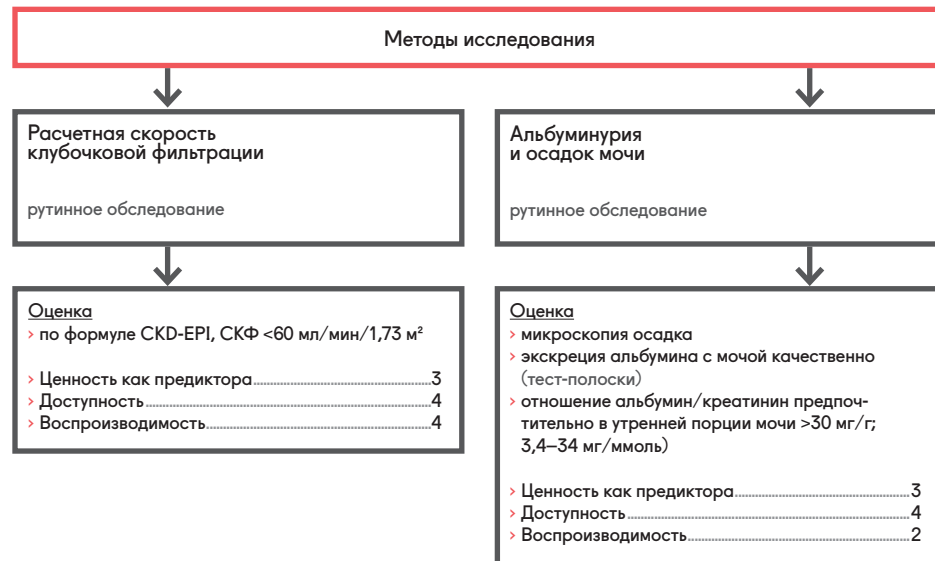 Методы исследования
Расчетная скорость
клубочковой фильтрации
рутинное обследование
Оценка
› по формуле CKD-EPI, СКФ <60 мл/мин/1,73 м²
› Ценность как предиктора 3
› Доступность 4
› Воспроизводимость 4
Альбуминурия
и осадок мочи
рутинное обследование
Оценка
› микроскопия осадка
› экскреция альбумина с мочой качественно
(тест-полоски)
› отношение альбумин/креатинин предпоч-
тительно в утренней порции мочи >30 мг/г;
3,4–34 мг/ммоль)
› Ценность как предиктора 3
› Доступность 4
› Воспроизводимость 2